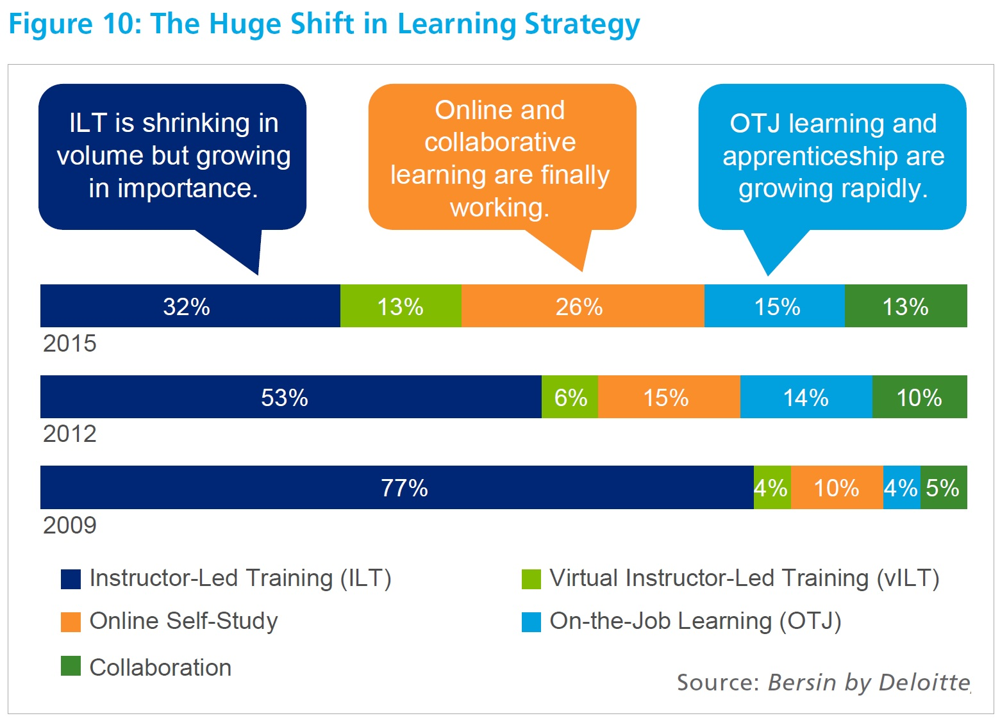 Figure 10: The Huge Shift in Learning Strategy
ILT is shrinking in
volume but growing
in importance.
Online and
collaborative
learning are finally
working.
OTJ learning and
apprenticeship are
growing rapidly.
32% 13% 26% 15% 13%
2015
53% 6% 15% 14% 10%
2012
77% 4% 10% 4% 5%
2009
Instructor-Led Training (ILT)
Virtual Instructor-Led Training (vILT)
Online Self-Study
On-the-Job Learning (OTJ)
Collaboration
Source: Bersin by Deloitte,